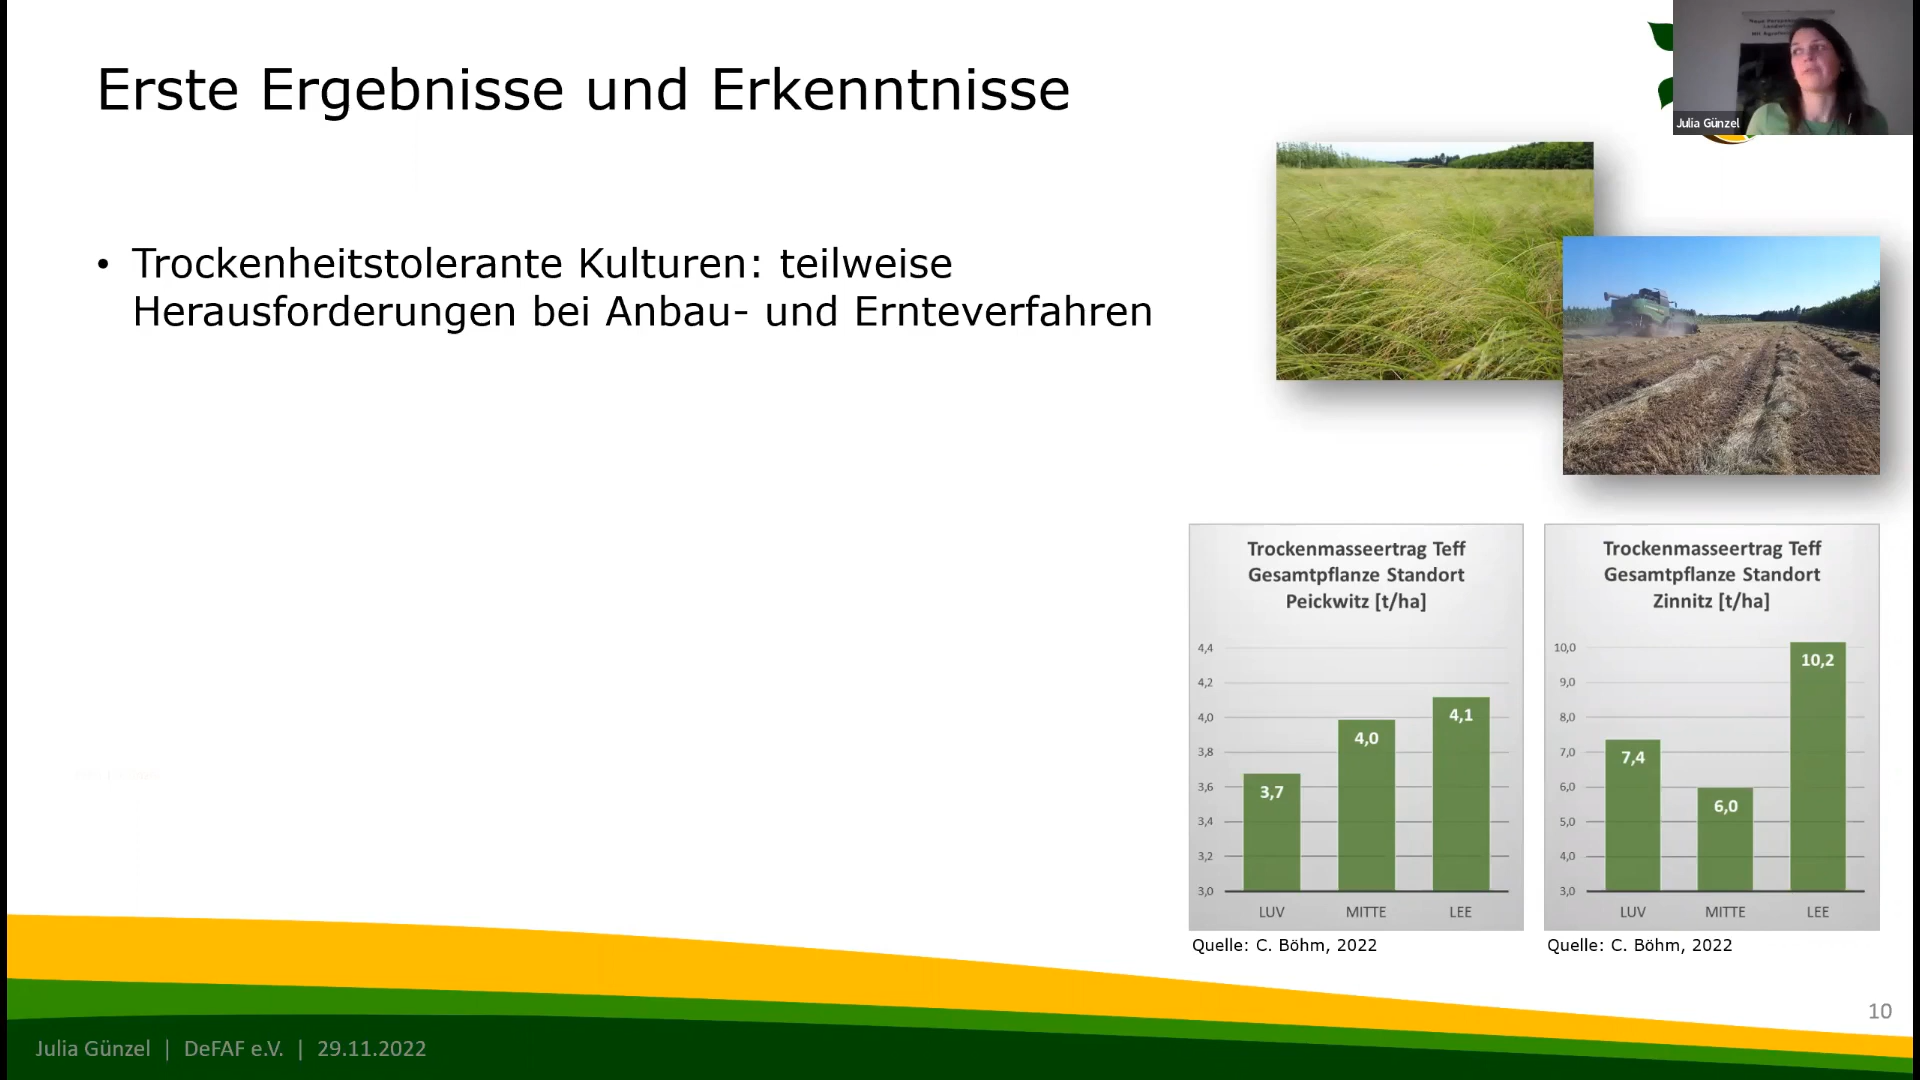 Erste Ergebnisse und Erkenntnisse
Julia Günzel
• Trockenheitstolerante Kulturen: teilweise
Herausforderungen bei Anbau- und Ernteverfahren
Trockenmasseertrag Teff
Gesamtpflanze Standort
Peickwitz [t/ha]
4,4
4,2
4,0
3,8
3,6
3,4
3,2
3,0
3,7
4,0
4,1
LUV MITTE LEE
Quelle: C. Böhm, 2022
Trockenmasseertrag Teff
Gesamtpflanze Standort
Zinnitz [t/ha]
10,0
9,0
8,0
7,0
6,0
5,0
4,0
3,0
7,4
6,0
10,2
LUV MITTE LEE
Quelle: C. Böhm, 2022
10
Julia Günzel | DeFAF e.V. | 29.11.2022